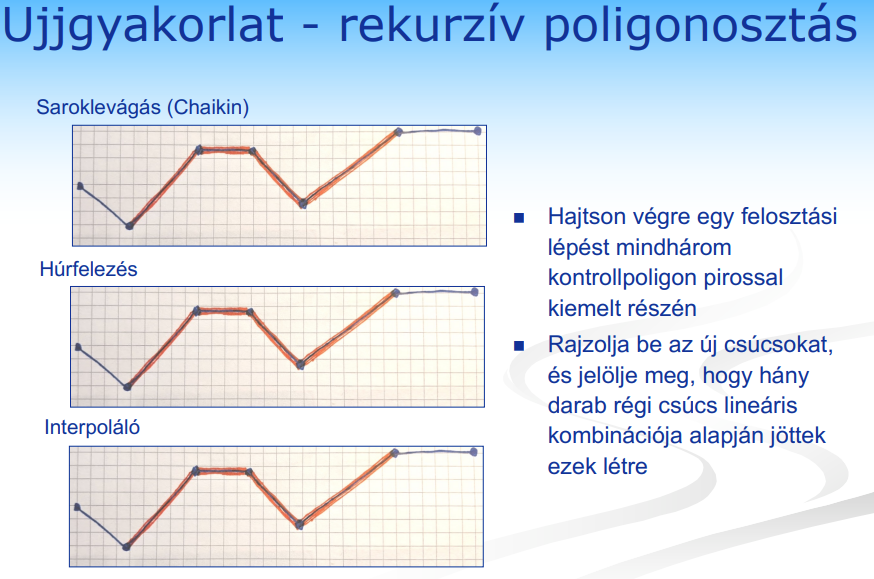 Ujjgyakorlat - rekurzív poligonosztás
Saroklevágás (Chaikin)
Húrfelezés
Interpoláló
Hajtson végre egy felosztási
lépést mindhárom
kontrollpoligon pirossal
kiemelt részén
Rajzolja be az új csúcsokat,
és jelölje meg, hogy hány
darab régi csúcs lineáris
kombinációja alapján jöttek
ezek létre